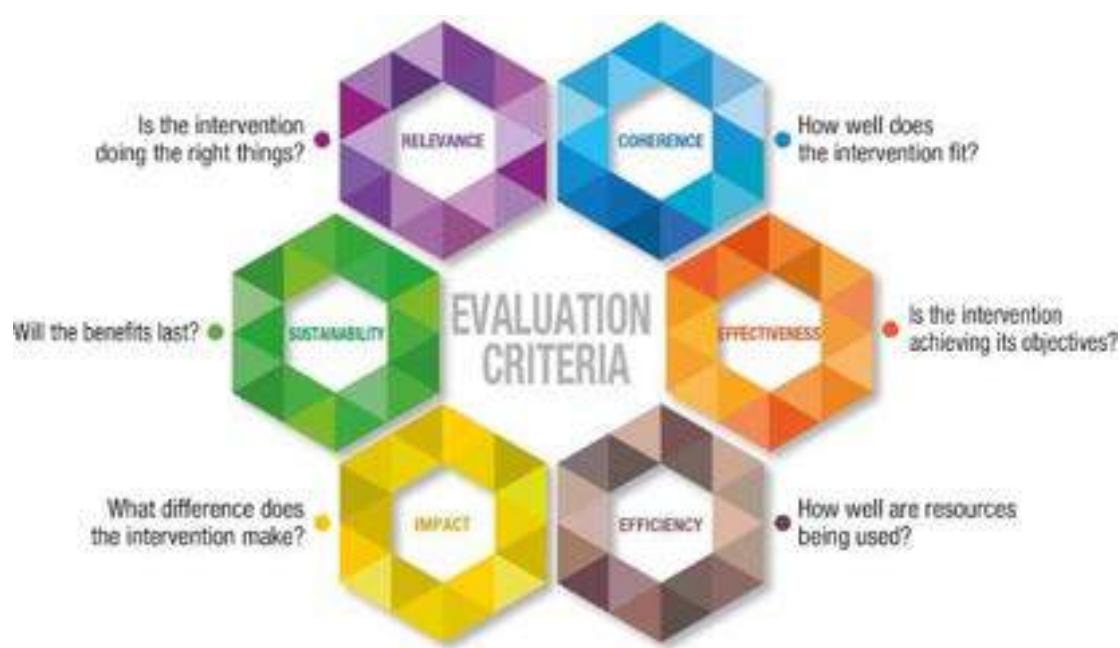 Is the intervention
doing the right things?
RELEVANCE
COHERENCE
How well does
the intervention fit?
Will the benefits last?
SUSTAINABILITY
EVALUATION
CRITERIA
EFFECTIVENESS
Is the intervention
achieving its objectives?
What difference does
the intervention make?
IMPACT
EFFICIENCY
How well are resources
being used?